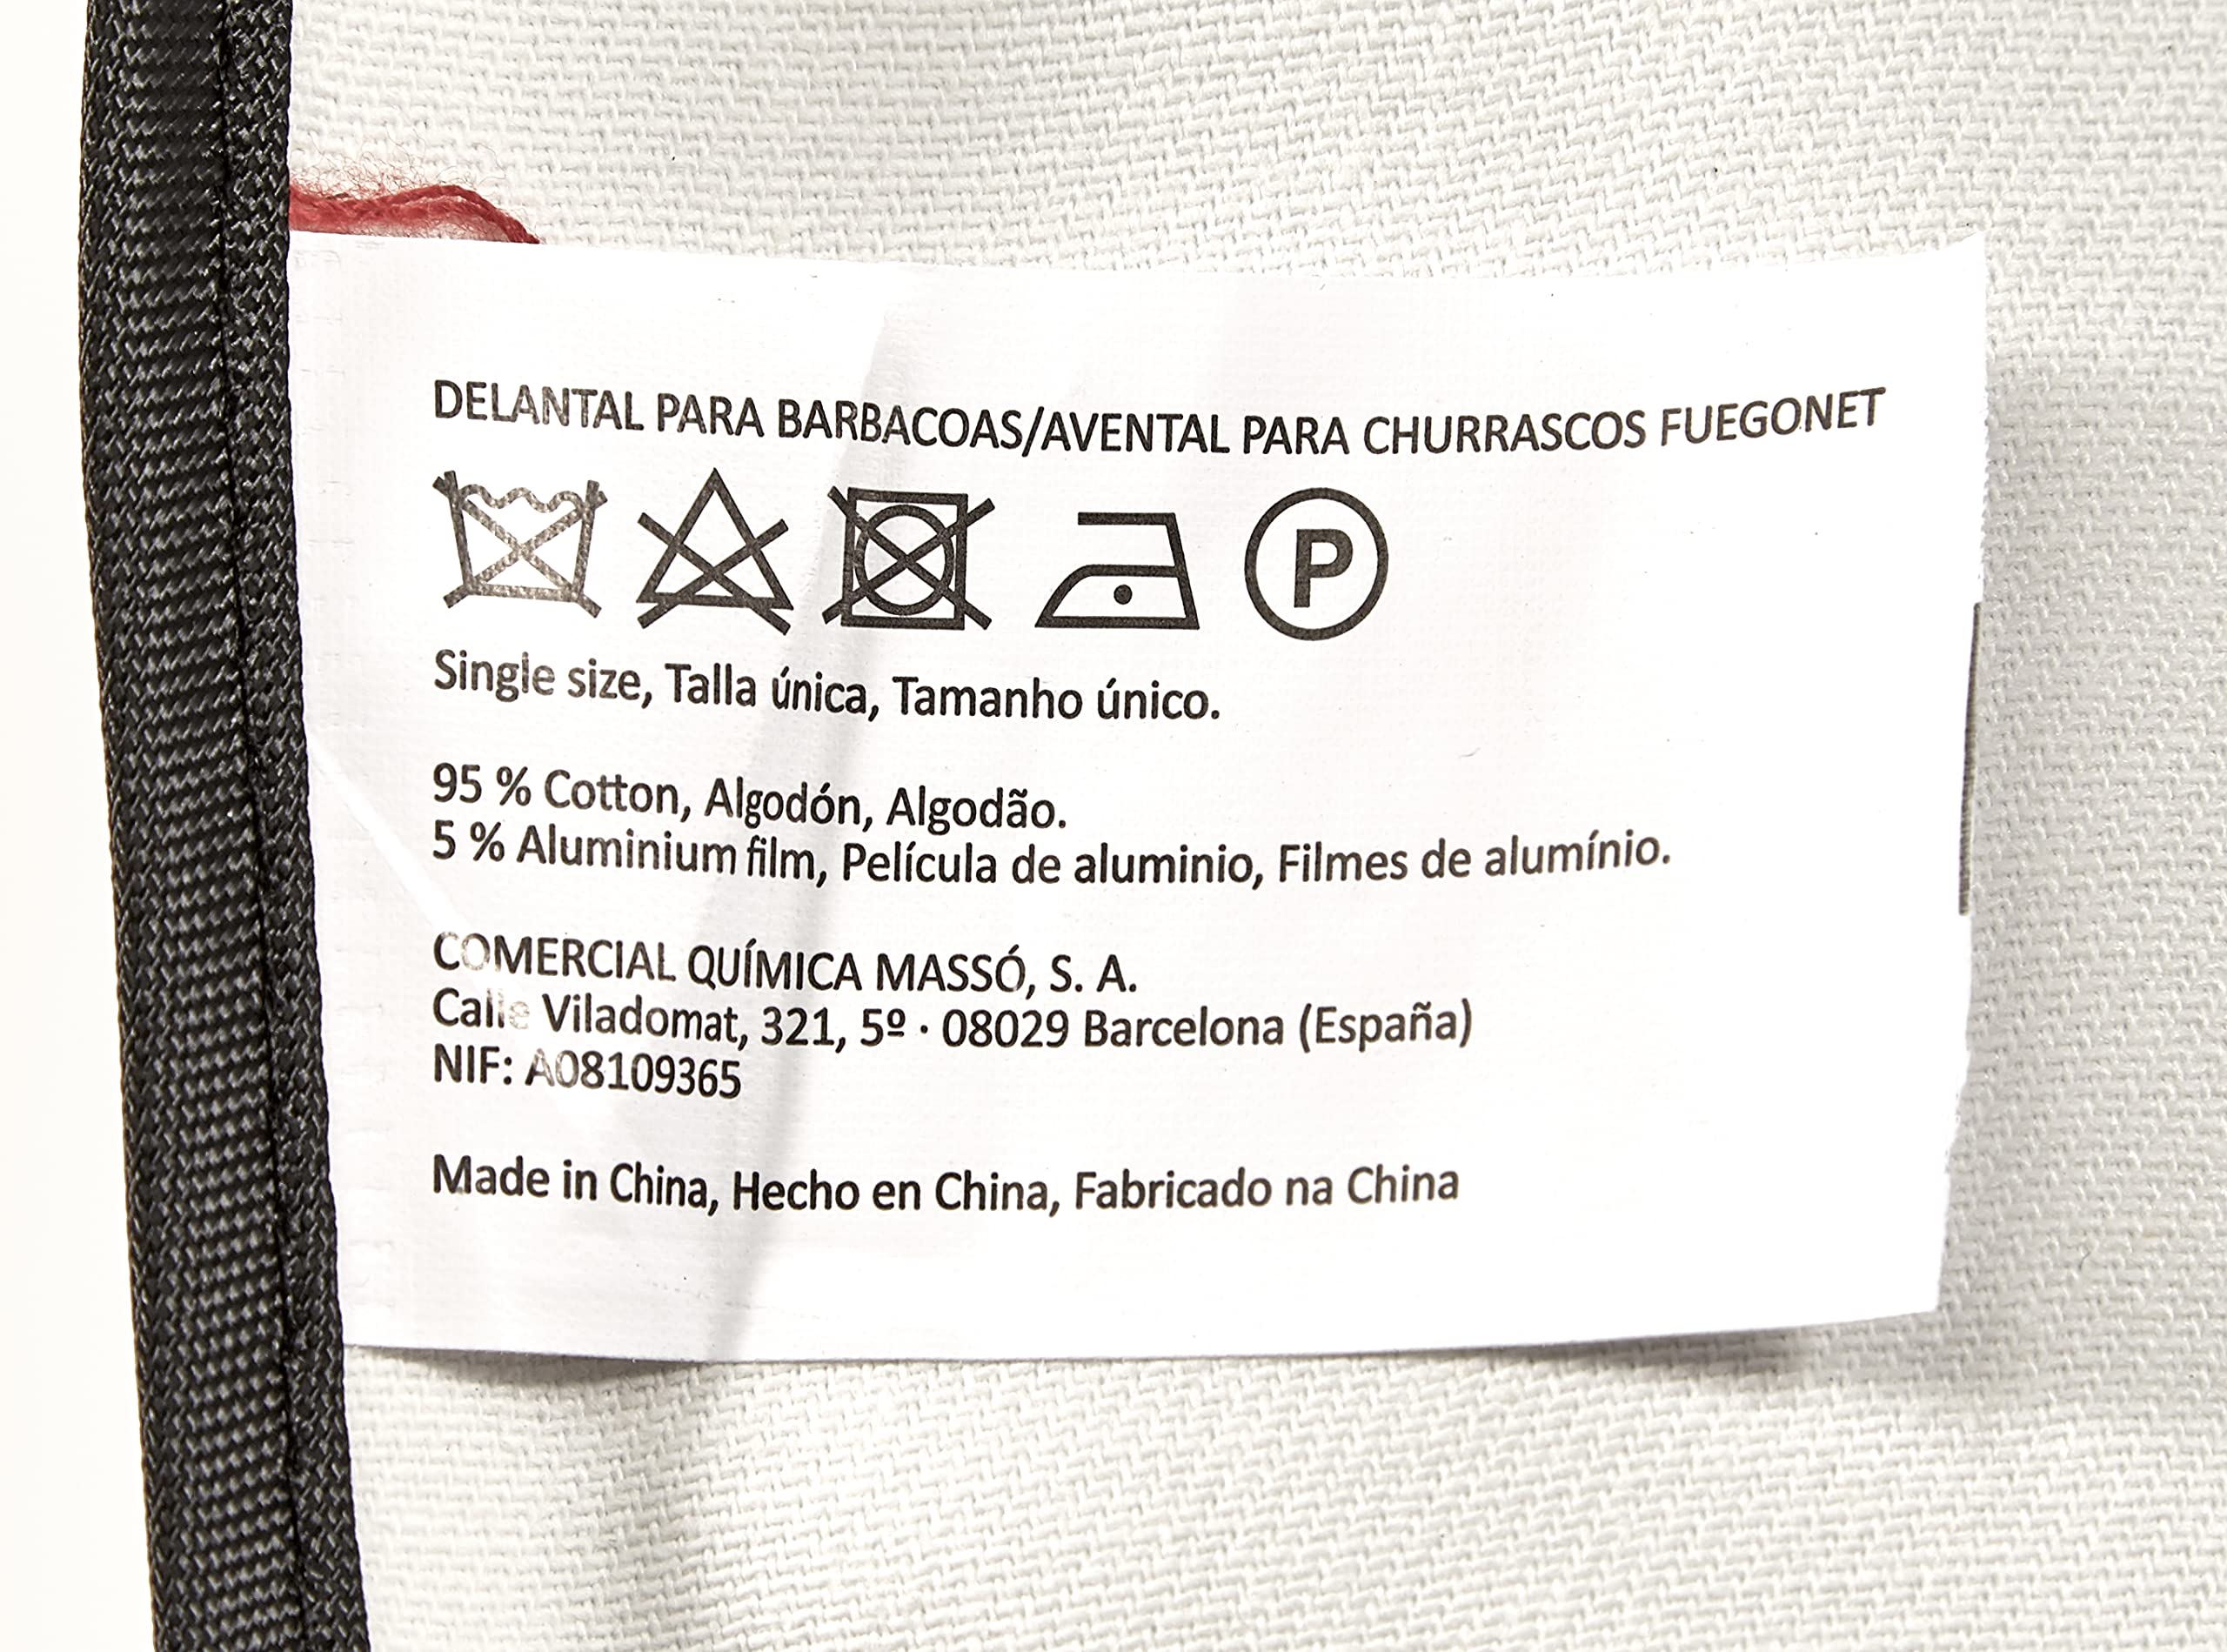 DELANTAL PARA BARBACOAS/AVENTAL PARA CHURRASCOS FUEGONET
P
Single size, Talla única, Tamanho único.
95 % Cotton, Algodón, Algodão.
5 % Aluminium film, Película de aluminio, Filmes de alumínio.
COMERCIAL QUÍMICA MASSÓ, S. A.
Calle Viladomat, 321, 5º · 08029 Barcelona (España)
NIF: A08109365
Made in China, Hecho en China, Fabricado na China